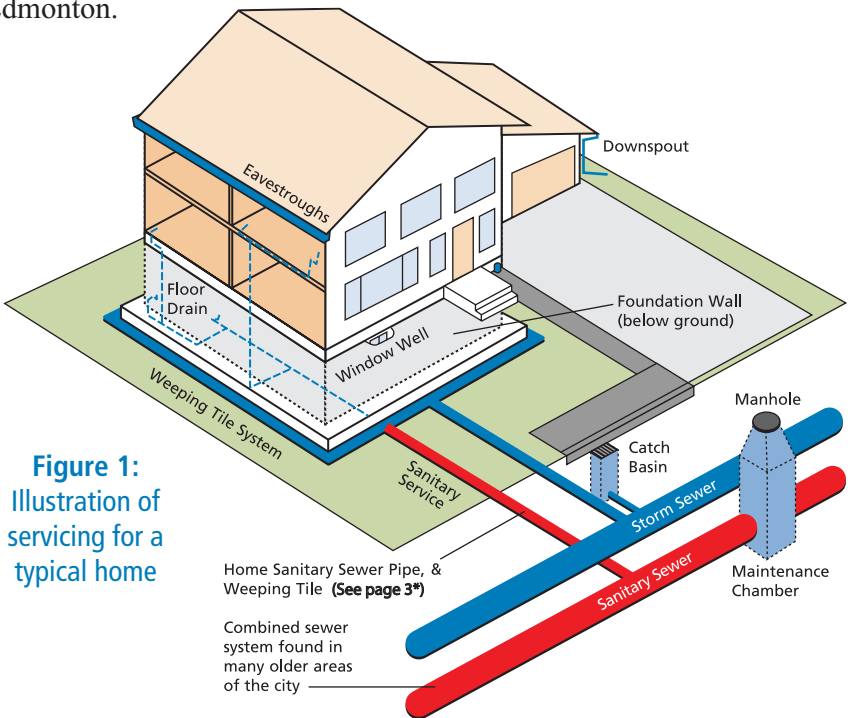 dmonton.
Downspout
Eavestroughs
Floor
Drain
Foundation Wall
(below ground)
Window Well
Weeping Tile System
Manhole
Catch
Basin
Sanitary
Service
Storm Sewer
Figure 1:
Illustration of
servicing for a
typical home
Home Sanitary Sewer Pipe, &
Weeping Tile (See page 3*)
Sanitary Sewer
Maintenance
Chamber
Combined sewer
system found in
many older areas
of the city